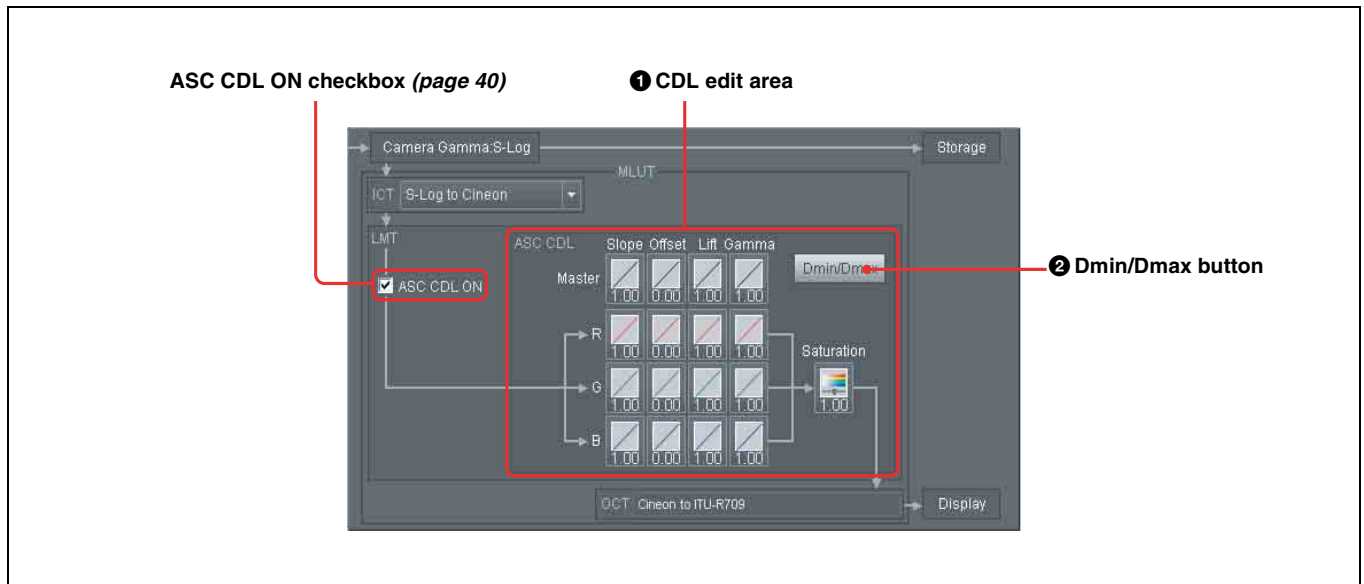 ASC CDL ON checkbox (page 40)
❶ CDL edit area
Camera Gamma:S-Log
Storage
MLUT
ICT S-Log to Cineon
LMT
ASC CDL
Slope Offset Lift Gamma
Master
1.00 0.00 1.00 1.00
Dmin/Dmax
❷ Dmin/Dmax button
ASC CDL ON
R
1.00 0.00 1.00 1.00
Saturation
G
1.00 0.00 1.00 1.00
1.00
B
1.00 0.00 1.00 1.00
OCT Cineon to ITU-R709
Display